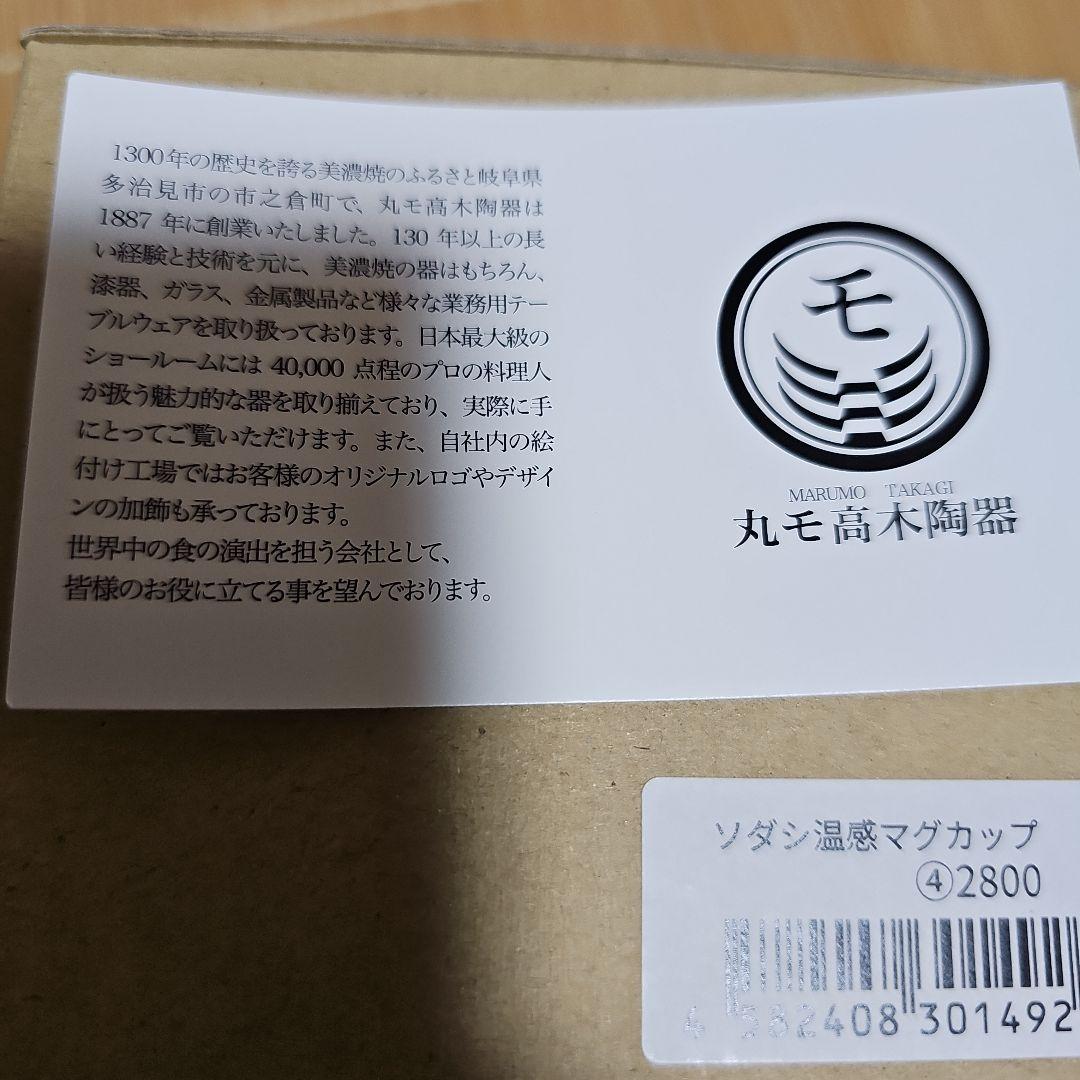 1300年の歴史を誇る美濃焼のふるさと岐阜県
多治見市の市之倉町で、丸モ高木陶器は
1887 年に創業いたしました。130 年以上の長
い経験と技術を元に、美濃焼の器はもちろん、
漆器、ガラス、金属製品など様々な業務用テー
ブルウェアを取り扱っております。日本最大級の
ショールームには 40,000 点程のプロの料理人
が扱う魅力的な器を取り揃えており、実際に手
にとってご覧いただけます。また、自社内の絵
付け工場ではお客様のオリジナルロゴやデザイ
ンの加飾も承っております。
世界中の食の演出を担う会社として、
皆様のお役に立てる事を望んでおります。
モ
MARUMO TAKAGI
丸モ高木陶器
ソダシ温感マグカップ
④2800
4 582408 301492